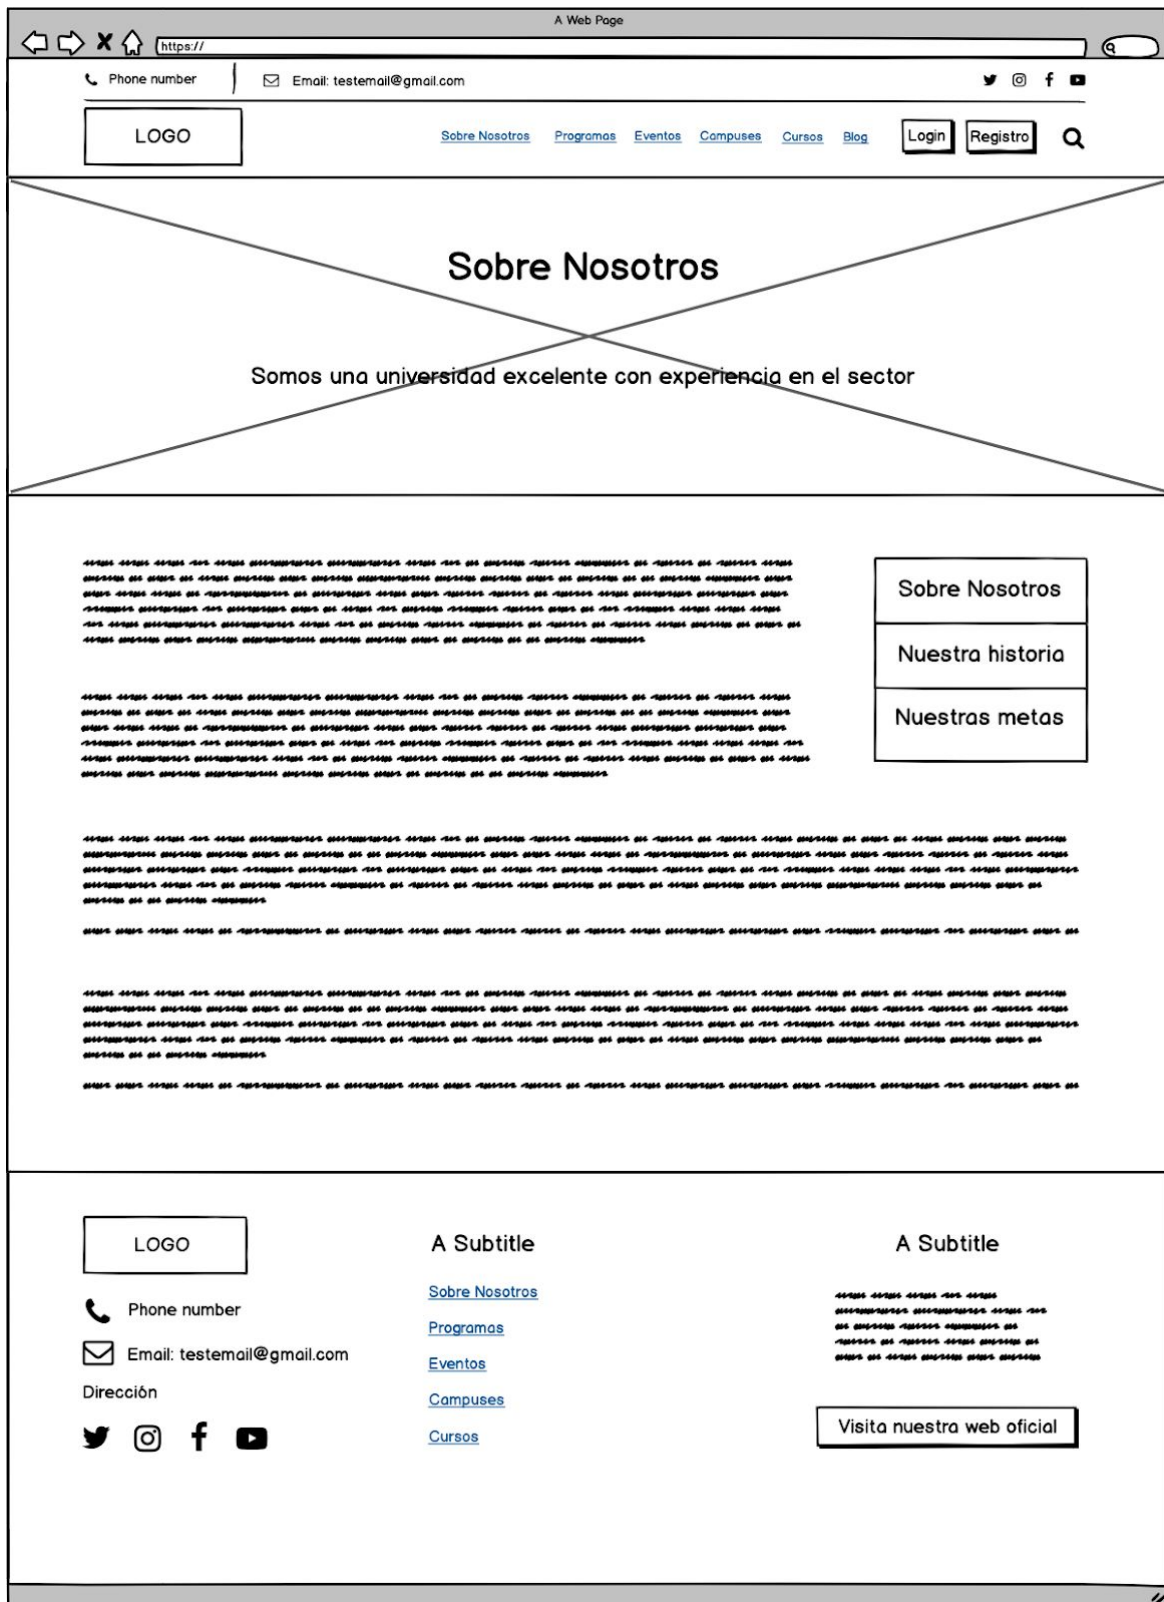 A Web Page
https://
Phone number
Email: testemail@gmail.com
LOGO
Sobre Nosotros
Programas
Eventos
Campuses
Cursos
Blog
Login
Registro
Sobre Nosotros
Somos una universidad excelente con experiencia en el sector
Sobre Nosotros
Nuestra historia
Nuestras metas
LOGO
Phone number
Email: testemail@gmail.com
Dirección
A Subtitle
Sobre Nosotros
Programas
Eventos
Campuses
Cursos
A Subtitle
Visita nuestra web oficial